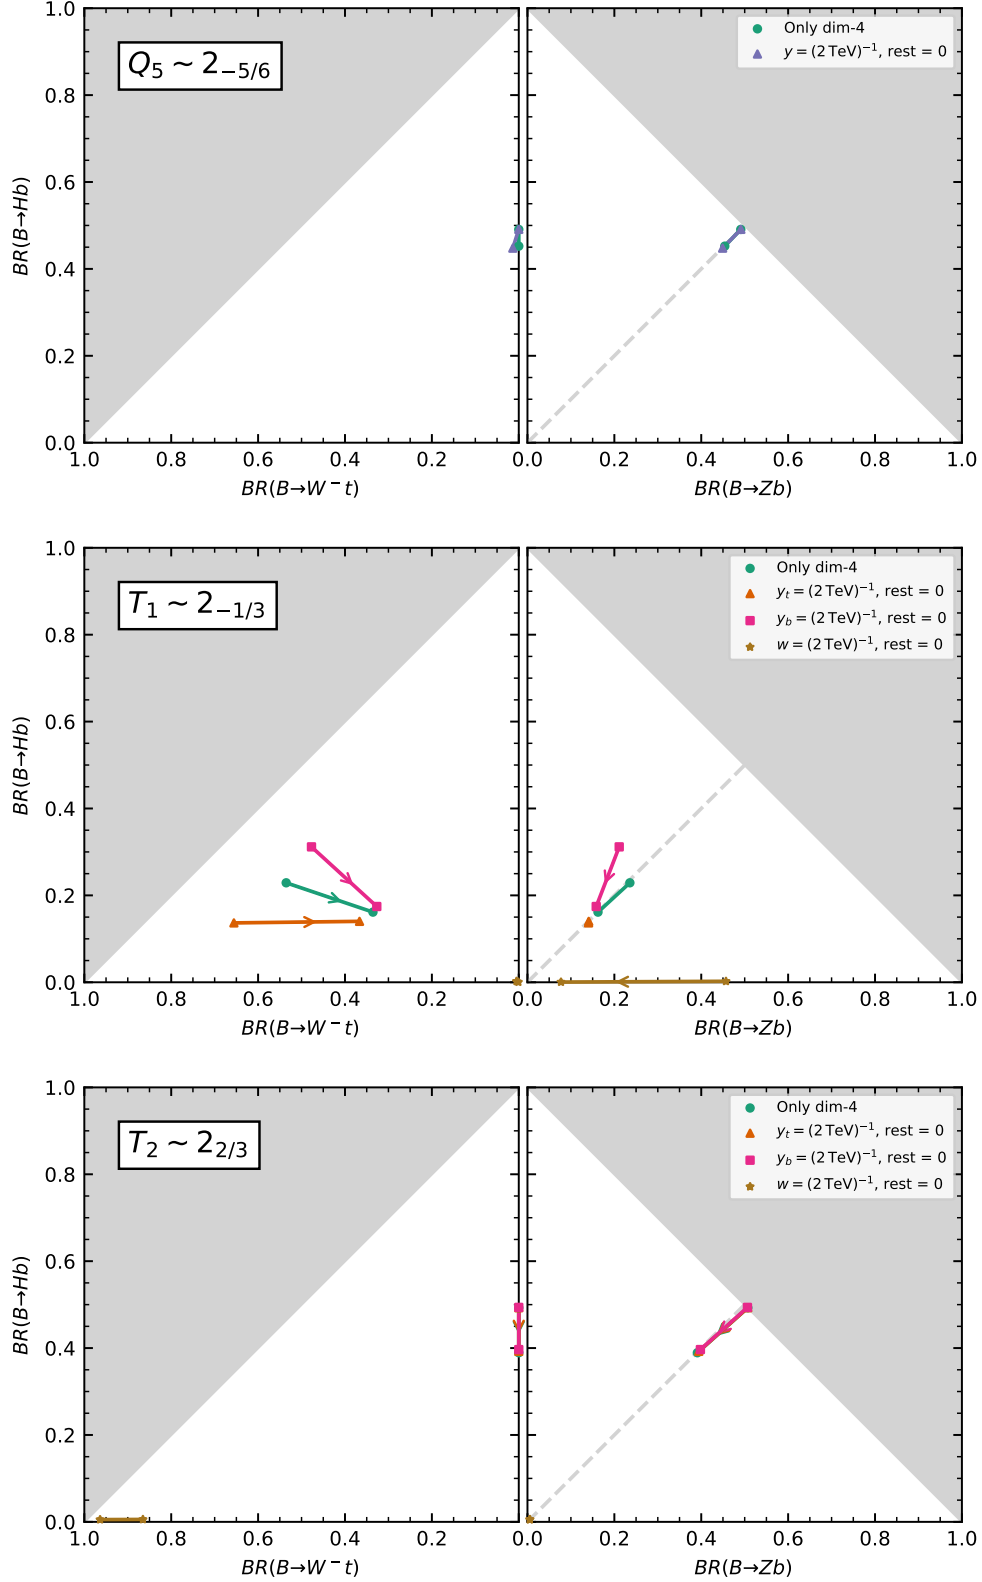 1.0
0.8
0.6
0.4
0.2
0.0
BR(B→Hb)
Q₅ ∼ 2₋₅/₆
Only dim-4
y = (2 TeV)⁻¹, rest = 0
1.0 0.8 0.6 0.4 0.2 0.0 0.2 0.4 0.6 0.8 1.0
BR(B→W⁻t) BR(B→Zb)
1.0
0.8
0.6
0.4
0.2
0.0
BR(B→Hb)
T₁ ∼ 2₋₁/₃
Only dim-4
yₜ = (2 TeV)⁻¹, rest = 0
y_b = (2 TeV)⁻¹, rest = 0
w = (2 TeV)⁻¹, rest = 0
1.0 0.8 0.6 0.4 0.2 0.0 0.2 0.4 0.6 0.8 1.0
BR(B→W⁻t) BR(B→Zb)
1.0
0.8
0.6
0.4
0.2
0.0
BR(B→Hb)
T₂ ∼ 2₂/₃
Only dim-4
yₜ = (2 TeV)⁻¹, rest = 0
y_b = (2 TeV)⁻¹, rest = 0
w = (2 TeV)⁻¹, rest = 0
1.0 0.8 0.6 0.4 0.2 0.0 0.2 0.4 0.6 0.8 1.0
BR(B→W⁻t) BR(B→Zb)